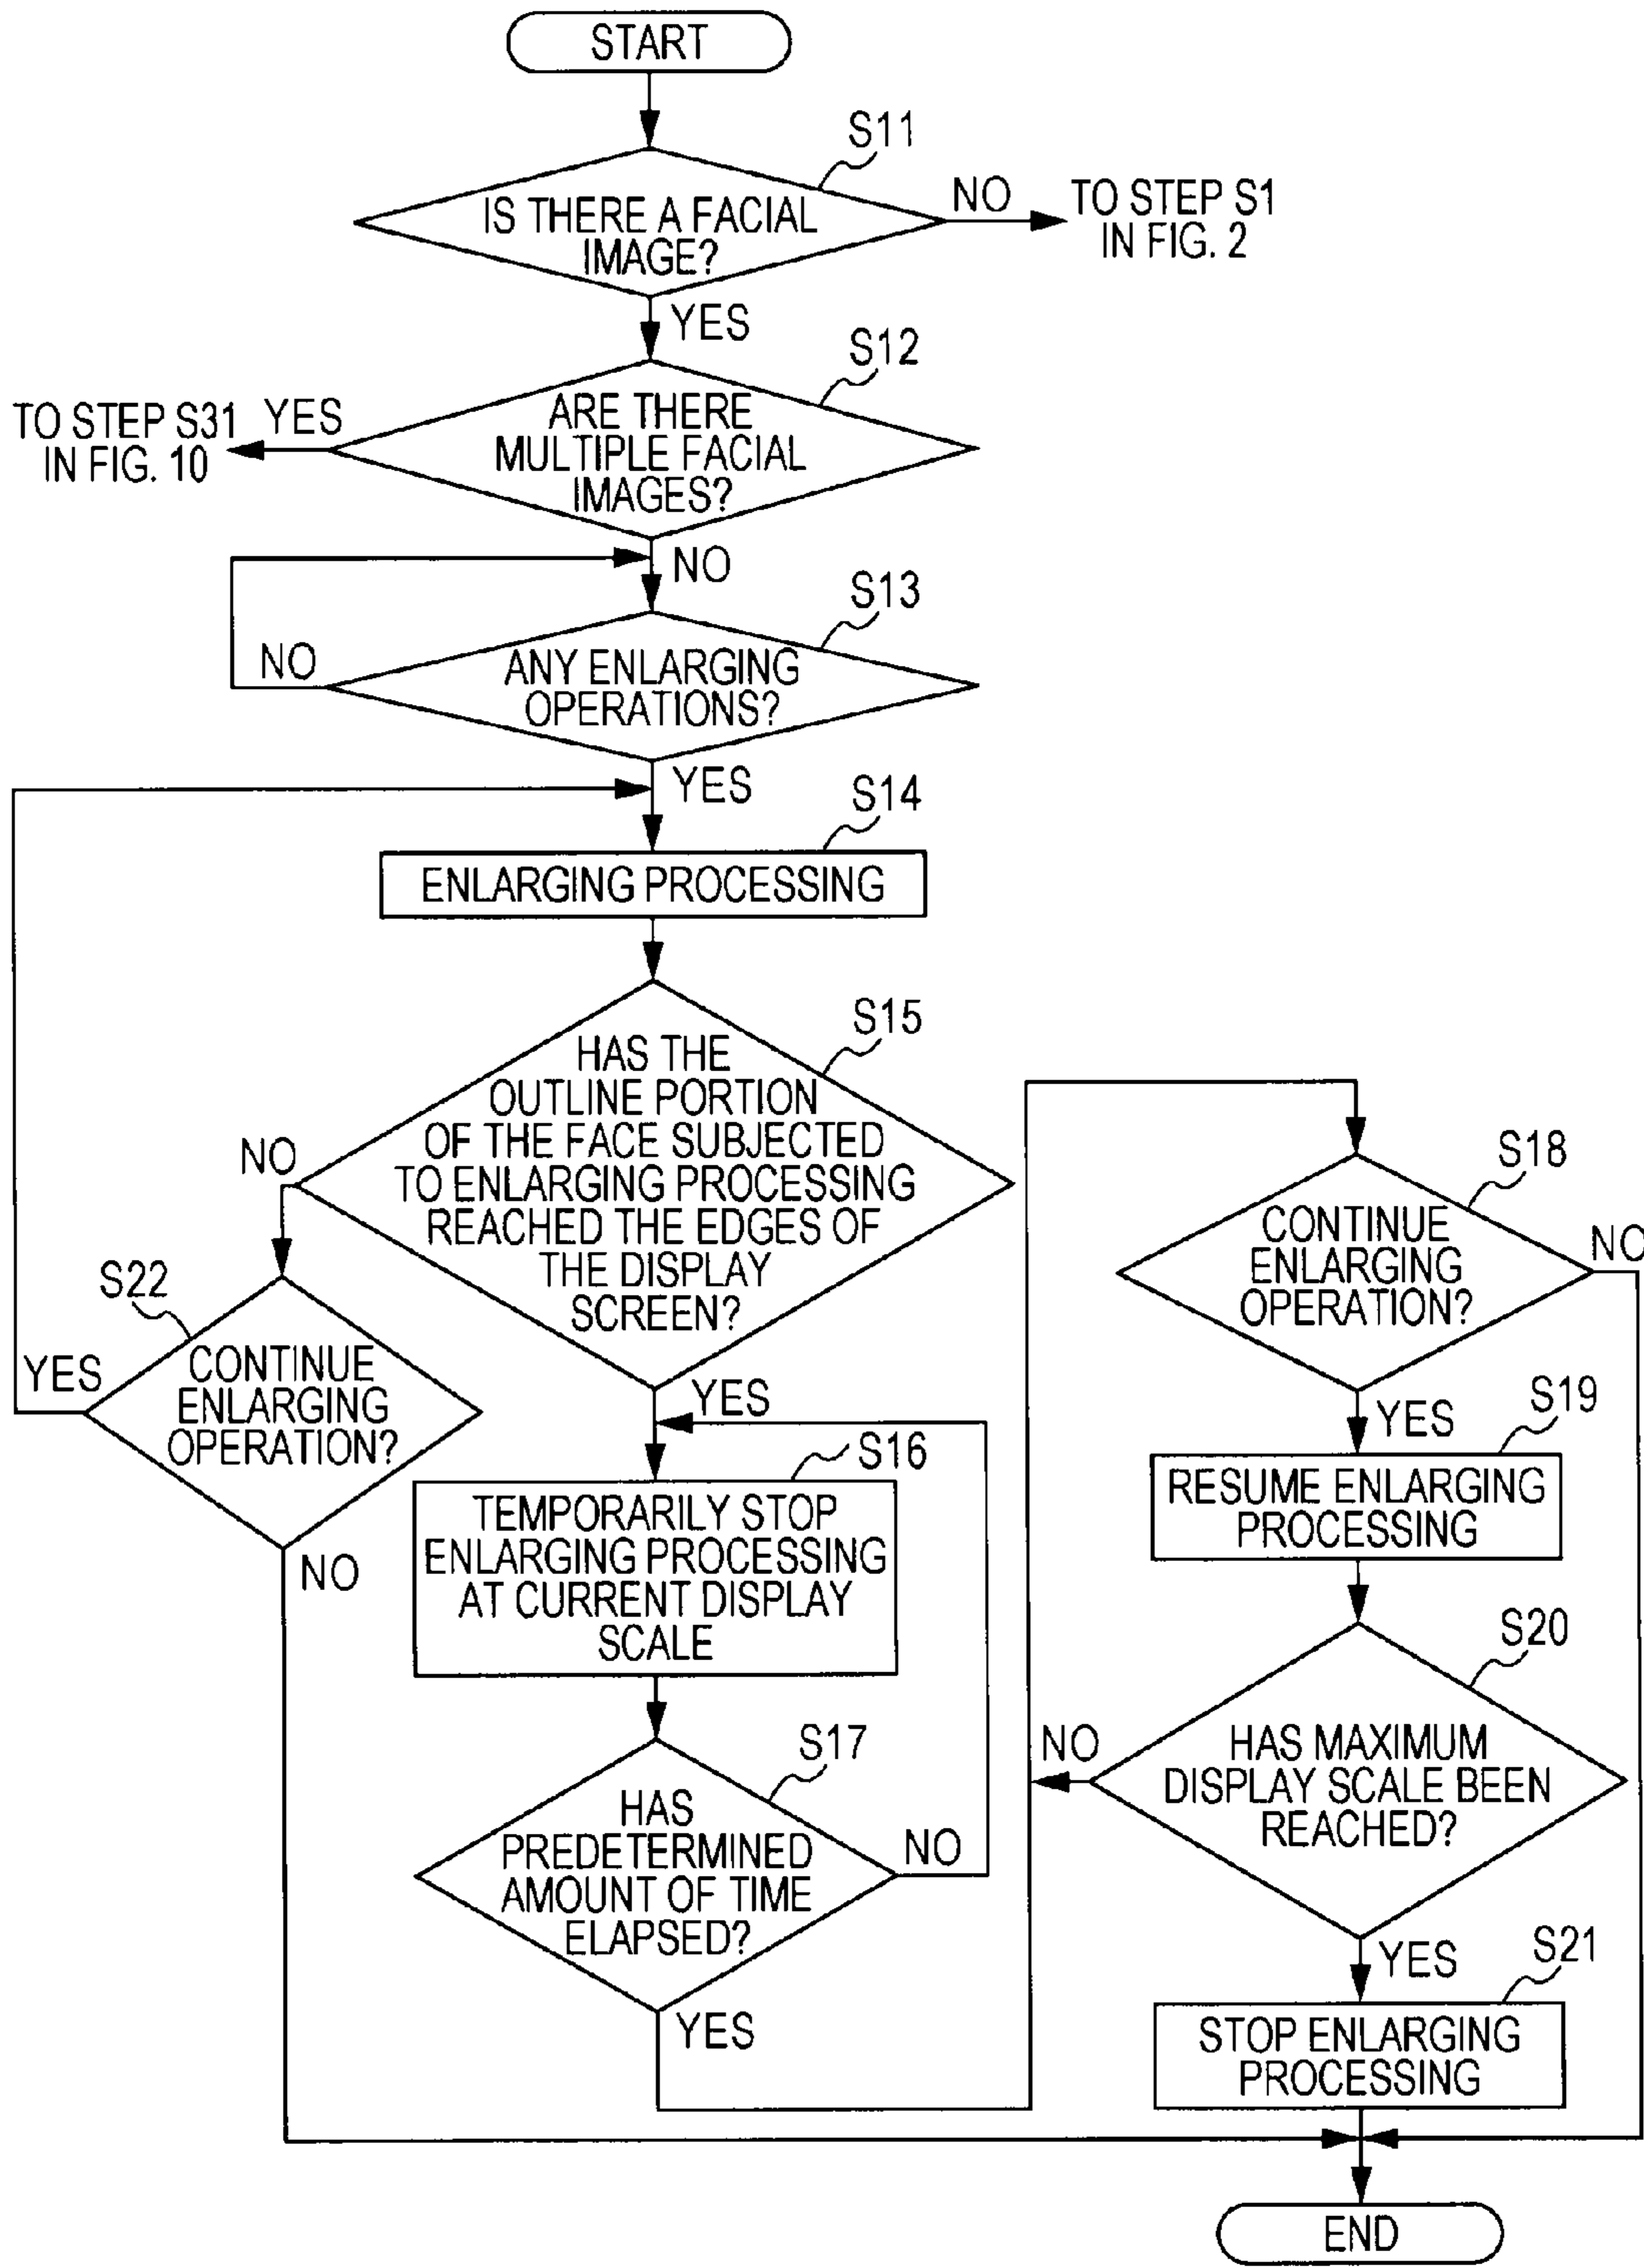 START
S11
IS THERE A FACIAL
IMAGE?
NO
TO STEP S1
IN FIG. 2
YES
S12
ARE THERE
MULTIPLE FACIAL
IMAGES?
YES
TO STEP S31
IN FIG. 10
NO
S13
ANY ENLARGING
OPERATIONS?
NO
YES
S14
ENLARGING PROCESSING
S15
HAS THE
OUTLINE PORTION
OF THE FACE SUBJECTED
TO ENLARGING PROCESSING
REACHED THE EDGES OF
THE DISPLAY
SCREEN?
NO
S22
CONTINUE
ENLARGING
OPERATION?
YES
NO
YES
S16
TEMPORARILY STOP
ENLARGING PROCESSING
AT CURRENT DISPLAY
SCALE
S17
HAS
PREDETERMINED
AMOUNT OF TIME
ELAPSED?
NO
YES
S18
CONTINUE
ENLARGING
OPERATION?
NO
YES
S19
RESUME ENLARGING
PROCESSING
S20
HAS MAXIMUM
DISPLAY SCALE BEEN
REACHED?
NO
YES
S21
STOP ENLARGING
PROCESSING
END